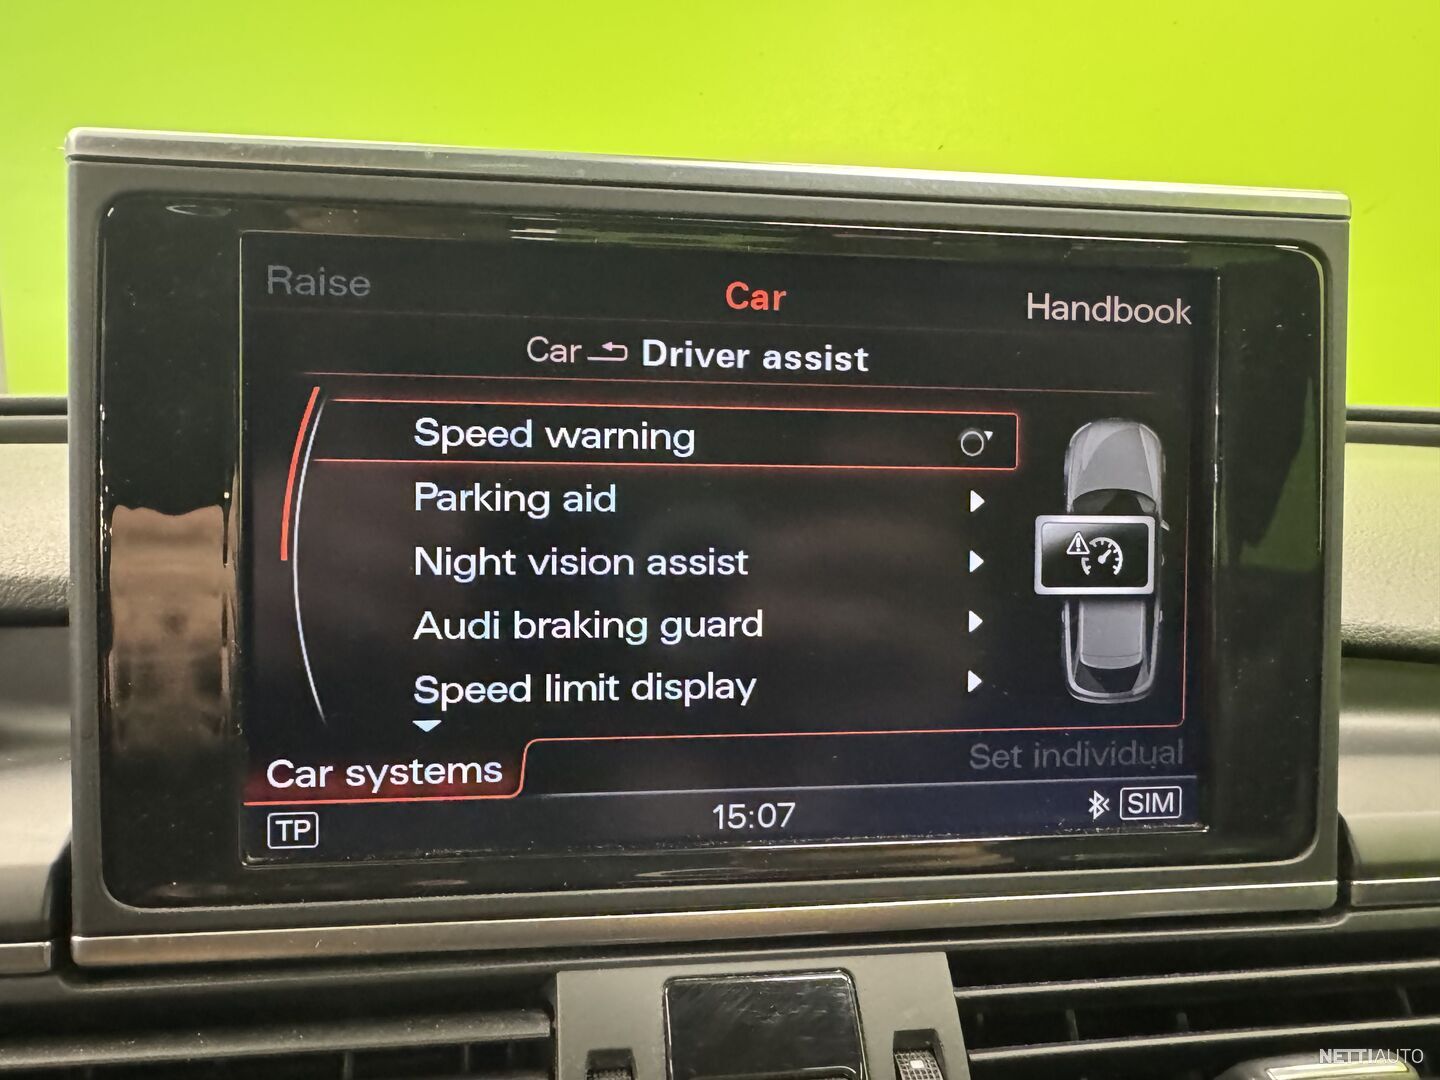 Raise
Car
Handbook
Car Driver assist
Speed warning
Parking aid
Night vision assist
Audi braking guard
Speed limit display
Car systems
Set individual
TP
15:07
SIM
NETTIAUTO